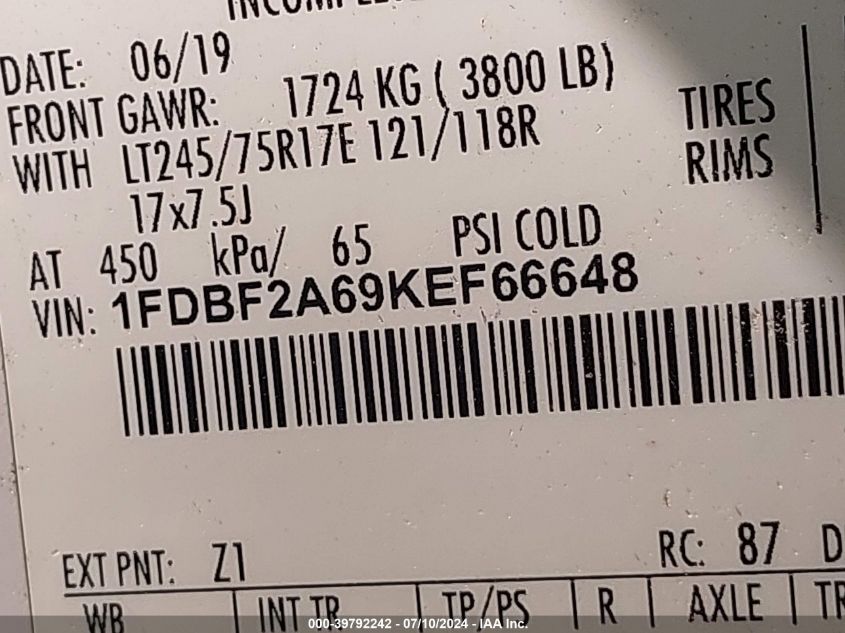 DATE: 06/19
FRONT GAWR: 1724 KG ( 3800 LB)
WITH LT245/75R17E 121/118R TIRES
17x7.5J RIMS
AT 450 kPa/ 65 PSI COLD
VIN: 1FDBF2A69KEF66648
EXT PNT: Z1 RC: 87 D
WB INT TR TP/PS R AXLE TR
000-39792242 - 07/10/2024 - IAA Inc.